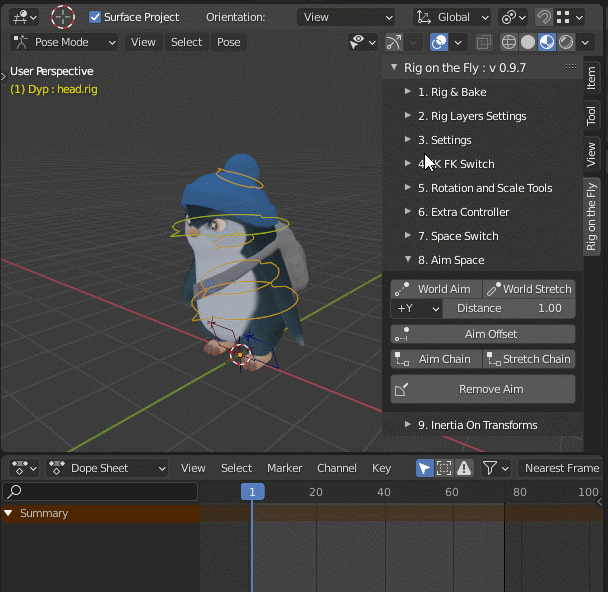 Surface Project Orientation: View Global
Pose Mode View Select Pose
User Perspective
(1) Dyp : head.rig
Rig on the Fly : v 0.9.7
1. Rig & Bake
2. Rig Layers Settings
3. Settings
4. IK FK Switch
5. Rotation and Scale Tools
6. Extra Controller
7. Space Switch
8. Aim Space
World Aim World Stretch
+Y Distance 1.00
Aim Offset
Aim Chain Stretch Chain
Remove Aim
9. Inertia On Transforms
Item
Tool
View
Rig on the Fly
Dope Sheet View Select Marker Channel Key Nearest Frame
1 20 40 60 80 100
Summary